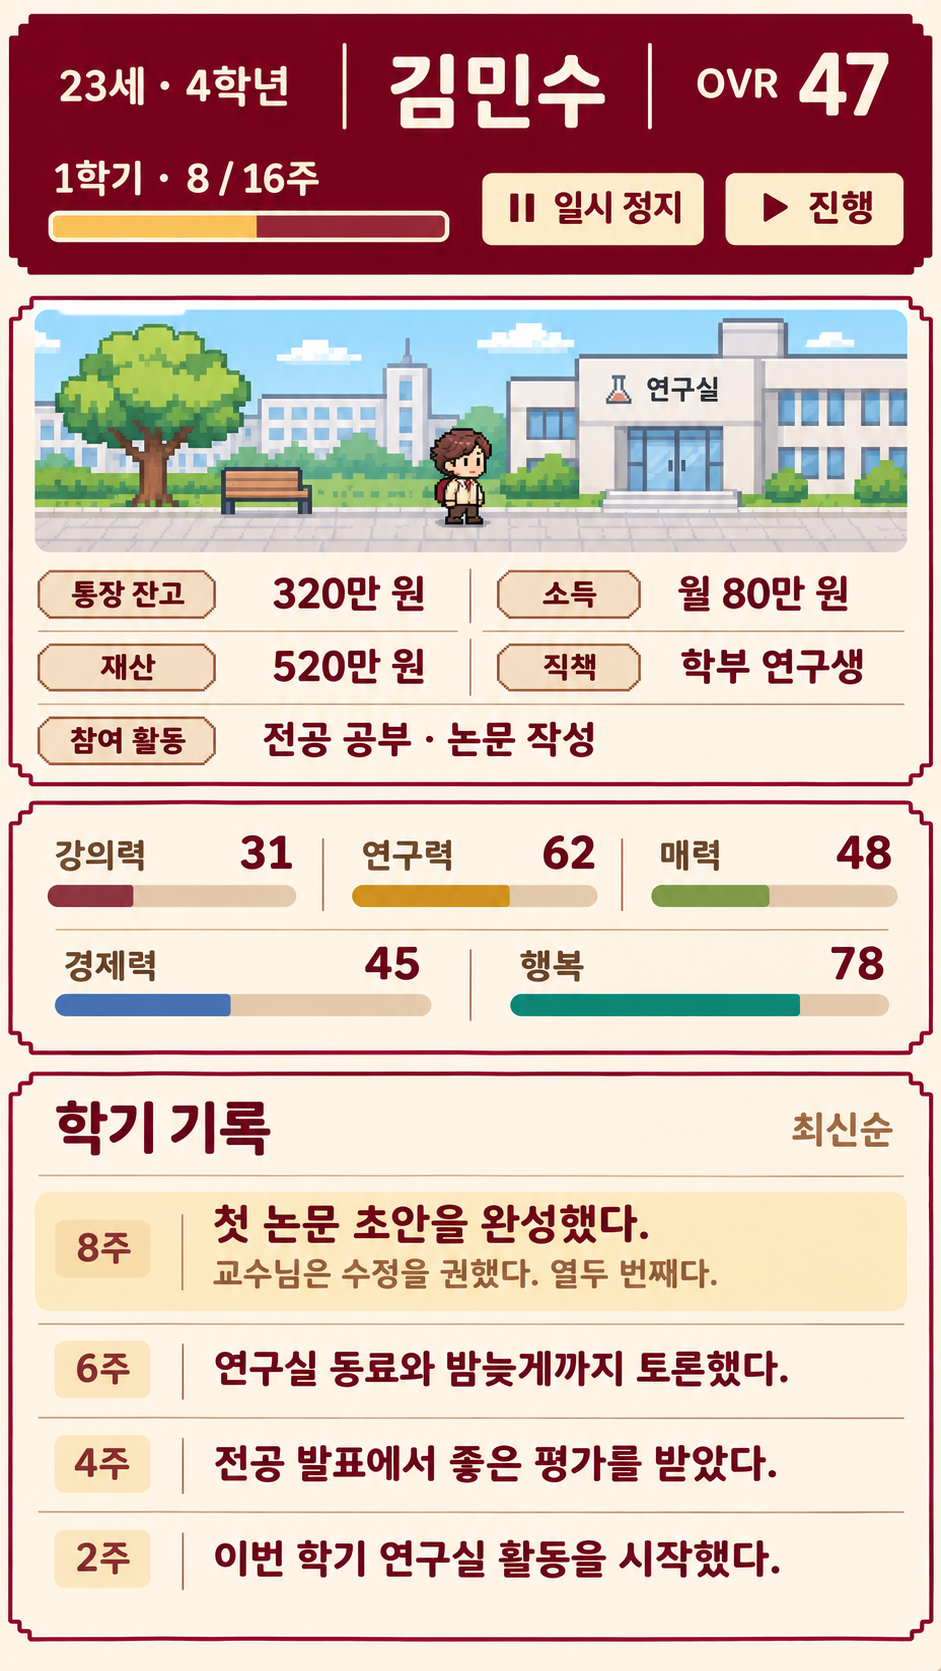 23세 · 4학년
김민수
OVR 47
1학기 · 8 / 16주
일시 정지
진행
연구실
통장 잔고 320만 원
소득 월 80만 원
재산 520만 원
직책 학부 연구생
참여 활동 전공 공부 · 논문 작성
강의력 31
연구력 62
매력 48
경제력 45
행복 78
학기 기록
최신순
8주
첫 논문 초안을 완성했다.
교수님은 수정을 권했다. 열두 번째다.
6주
연구실 동료와 밤늦게까지 토론했다.
4주
전공 발표에서 좋은 평가를 받았다.
2주
이번 학기 연구실 활동을 시작했다.